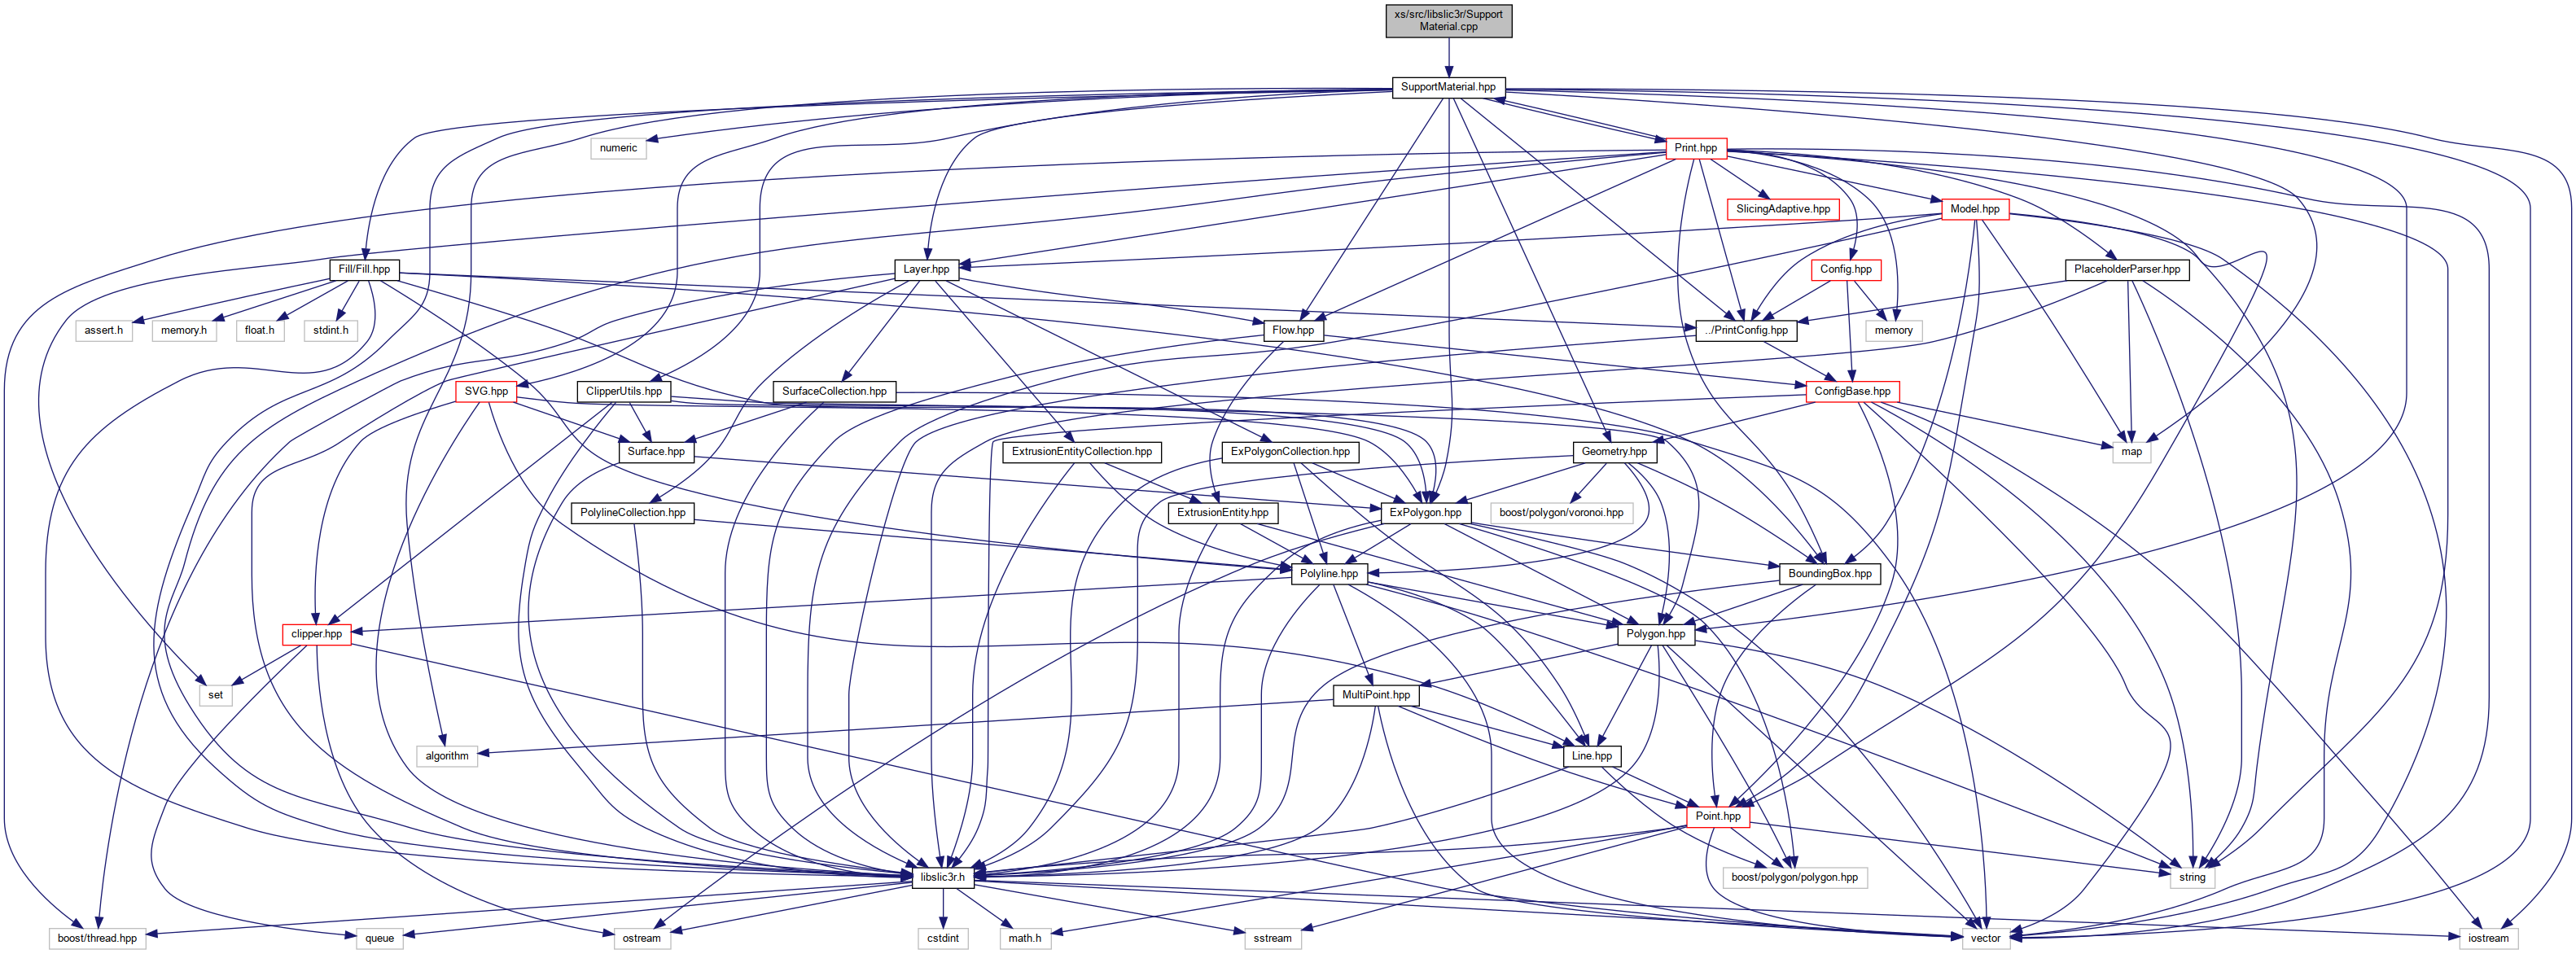 xs/src/libslic3r/Support
Material.cpp
SupportMaterial.hpp
numeric
Print.hpp
SlicingAdaptive.hpp
Model.hpp
Fill/Fill.hpp
Layer.hpp
Config.hpp
PlaceholderParser.hpp
assert.h
memory.h
float.h
stdint.h
Flow.hpp
../PrintConfig.hpp
memory
SVG.hpp
ClipperUtils.hpp
SurfaceCollection.hpp
ConfigBase.hpp
Surface.hpp
ExtrusionEntityCollection.hpp
ExPolygonCollection.hpp
Geometry.hpp
map
PolylineCollection.hpp
ExtrusionEntity.hpp
ExPolygon.hpp
boost/polygon/voronoi.hpp
Polyline.hpp
BoundingBox.hpp
clipper.hpp
Polygon.hpp
set
MultiPoint.hpp
algorithm
Line.hpp
Point.hpp
libslic3r.h
boost/polygon/polygon.hpp
string
boost/thread.hpp
queue
ostream
cstdint
math.h
sstream
vector
iostream